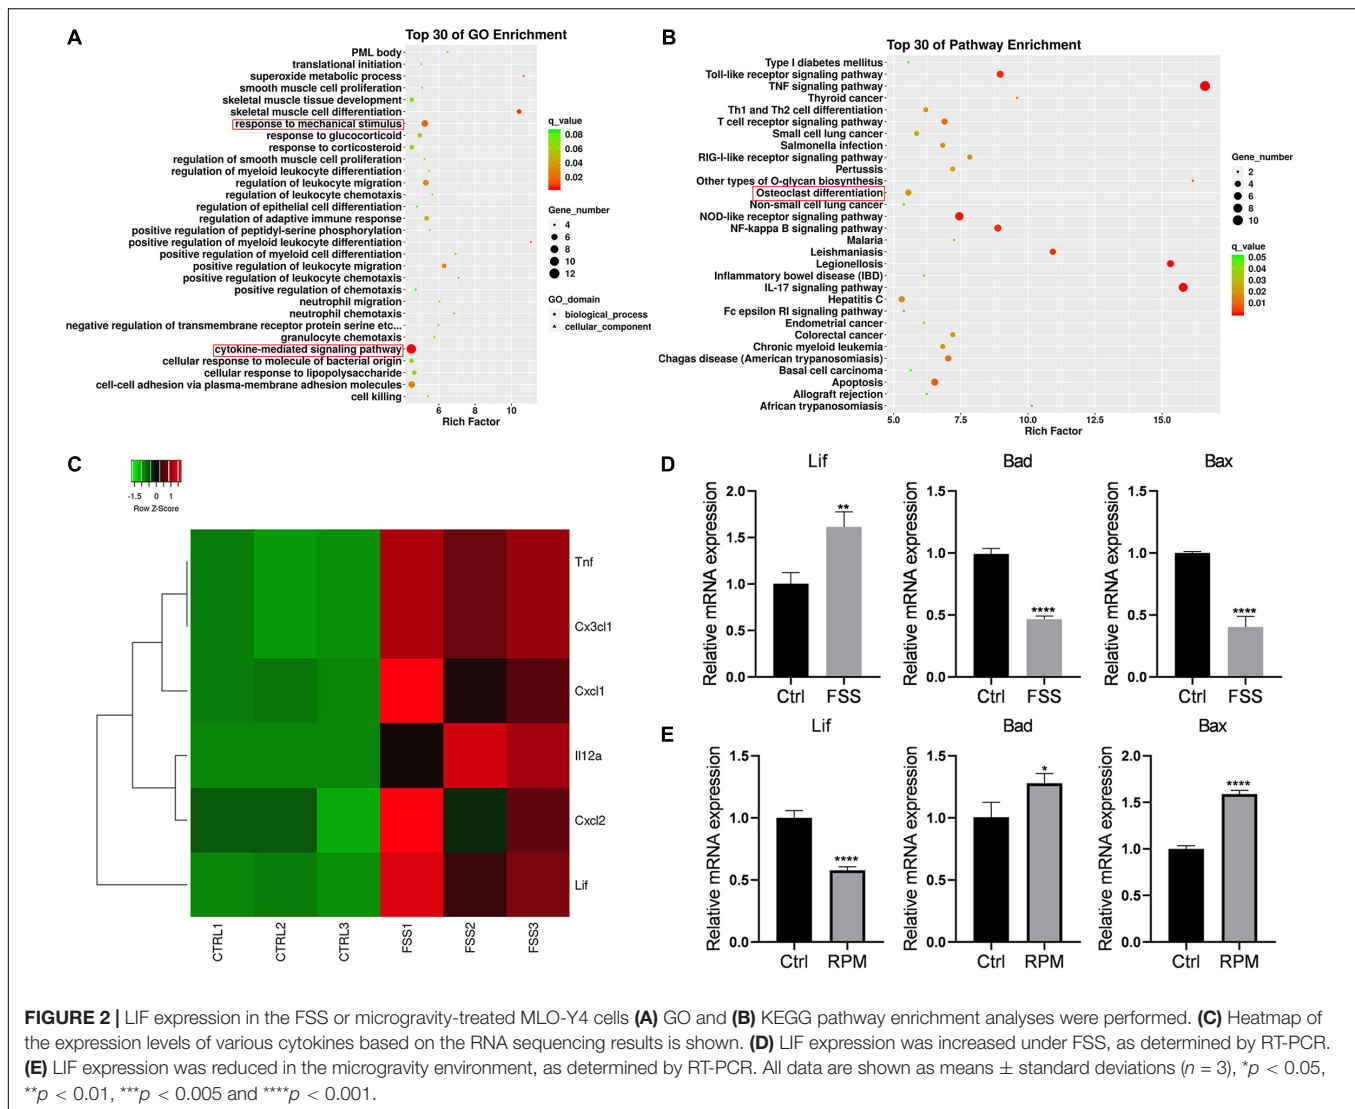 A
Top 30 of GO Enrichment
PML body
translational initiation
superoxide metabolic process
smooth muscle cell proliferation
skeletal muscle tissue development
skeletal muscle cell differentiation
response to mechanical stimulus
response to glucocorticoid
response to corticosteroid
regulation of smooth muscle cell proliferation
regulation of myeloid leukocyte differentiation
regulation of leukocyte migration
regulation of leukocyte chemotaxis
regulation of epithelial cell differentiation
regulation of adaptive immune response
positive regulation of peptidyl-serine phosphorylation
positive regulation of myeloid leukocyte differentiation
positive regulation of myeloid cell differentiation
positive regulation of leukocyte migration
positive regulation of leukocyte chemotaxis
positive regulation of chemotaxis
neutrophil migration
neutrophil chemotaxis
negative regulation of transmembrane receptor protein serine etc...
granulocyte chemotaxis
cytokine-mediated signaling pathway
cellular response to molecule of bacterial origin
cellular response to lipopolysaccharide
cell-cell adhesion via plasma-membrane adhesion molecules
cell killing
6 8 10
Rich Factor
q_value
0.08
0.06
0.04
0.02
Gene_number
4
6
8
10
12
GO_domain
biological_process
cellular_component
B
Top 30 of Pathway Enrichment
Type I diabetes mellitus
Toll-like receptor signaling pathway
TNF signaling pathway
Thyroid cancer
Th1 and Th2 cell differentiation
T cell receptor signaling pathway
Small cell lung cancer
Salmonella infection
RIG-I-like receptor signaling pathway
Pertussis
Other types of O-glycan biosynthesis
Osteoclast differentiation
Non-small cell lung cancer
NOD-like receptor signaling pathway
NF-kappa B signaling pathway
Malaria
Leishmaniasis
Legionellosis
Inflammatory bowel disease (IBD)
IL-17 signaling pathway
Hepatitis C
Fc epsilon RI signaling pathway
Endometrial cancer
Colorectal cancer
Chronic myeloid leukemia
Chagas disease (American trypanosomiasis)
Basal cell carcinoma
Apoptosis
Allograft rejection
African trypanosomiasis
5.0 7.5 10.0 12.5 15.0
Rich Factor
Gene_number
2
4
6
8
10
q_value
0.05
0.04
0.03
0.02
0.01
C
-1.5 0 1
Row Z-Score
Tnf
Cx3cl1
Cxcl1
Il12a
Cxcl2
Lif
CTRL1
CTRL2
CTRL3
FSS1
FSS2
FSS3
D
Lif
Relative mRNA expression
2.0
1.5
1.0
0.5
0.0
**
Ctrl FSS
Bad
Relative mRNA expression
1.5
1.0
0.5
0.0
****
Ctrl FSS
Bax
Relative mRNA expression
1.5
1.0
0.5
0.0
****
Ctrl FSS
E
Lif
Relative mRNA expression
1.5
1.0
0.5
0.0
****
Ctrl RPM
Bad
Relative mRNA expression
1.5
1.0
0.5
0.0
*
Ctrl RPM
Bax
Relative mRNA expression
2.0
1.5
1.0
0.5
0.0
****
Ctrl RPM
FIGURE 2 | LIF expression in the FSS or microgravity-treated MLO-Y4 cells (A) GO and (B) KEGG pathway enrichment analyses were performed. (C) Heatmap of
the expression levels of various cytokines based on the RNA sequencing results is shown. (D) LIF expression was increased under FSS, as determined by RT-PCR.
(E) LIF expression was reduced in the microgravity environment, as determined by RT-PCR. All data are shown as means ± standard deviations (n = 3), *p < 0.05,
**p < 0.01, ***p < 0.005 and ****p < 0.001.